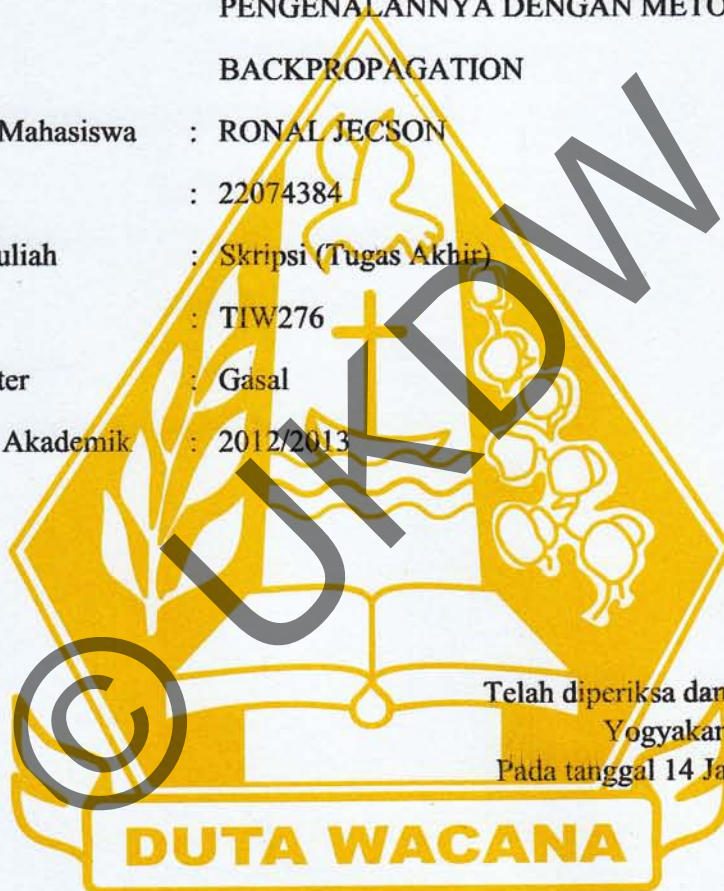 PENGENALANNYA DENGAN METO
BACKPROPAGATION
Mahasiswa : RONAL JECSON
: 22074384
uliah : Skripsi (Tugas Akhir)
: TIW276
ter : Gasal
Akademik : 2012/2013
© UKDW
Telah diperiksa dan
Yogyakar
Pada tanggal 14 Ja
DUTA WACANA